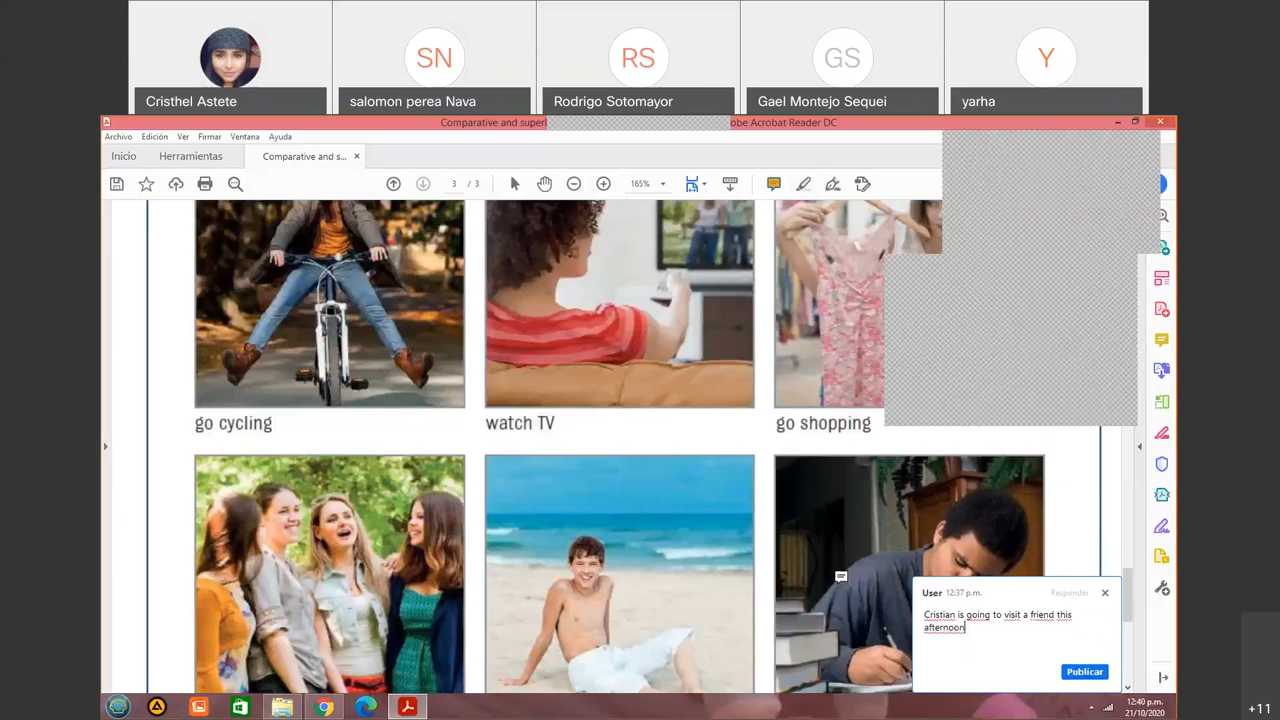 SN
RS
GS
Y
Cristhel Astete
salomon perea Nava
Rodrigo Sotomayor
Gael Montejo Sequei
yarha
Comparative and superl
obe Acrobat Reader DC
Archivo Edición Ver Firmar Ventana Ayuda
Inicio
Herramientas
Comparative and s...
3 / 3
165%
go cycling
watch TV
go shopping
User 12:37 p.m.
Responder
Cristian is going to visit a friend this
afternoon
Publicar
12:40 p.m.
21/10/2020
+11